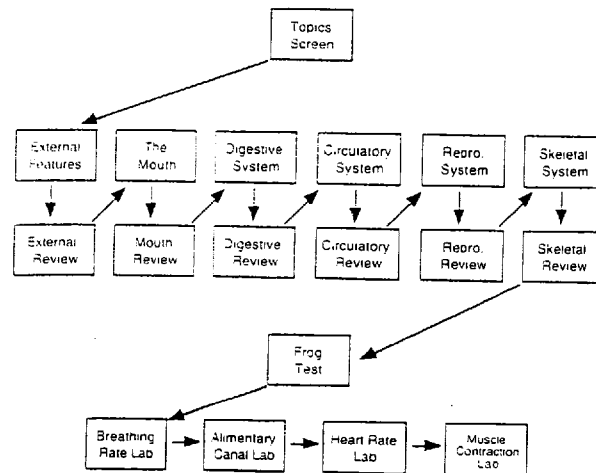 Topics
Screen
External
Features
The
Mouth
Digestive
System
Circulatory
System
Repro.
System
Skeletal
System
External
Review
Mouth
Review
Digestive
Review
Circulatory
Review
Repro.
Review
Skeletal
Review
Frog
Test
Breathing
Rate Lab
Alimentary
Canal Lab
Heart Rate
Lab
Muscle
Contraction
Lab